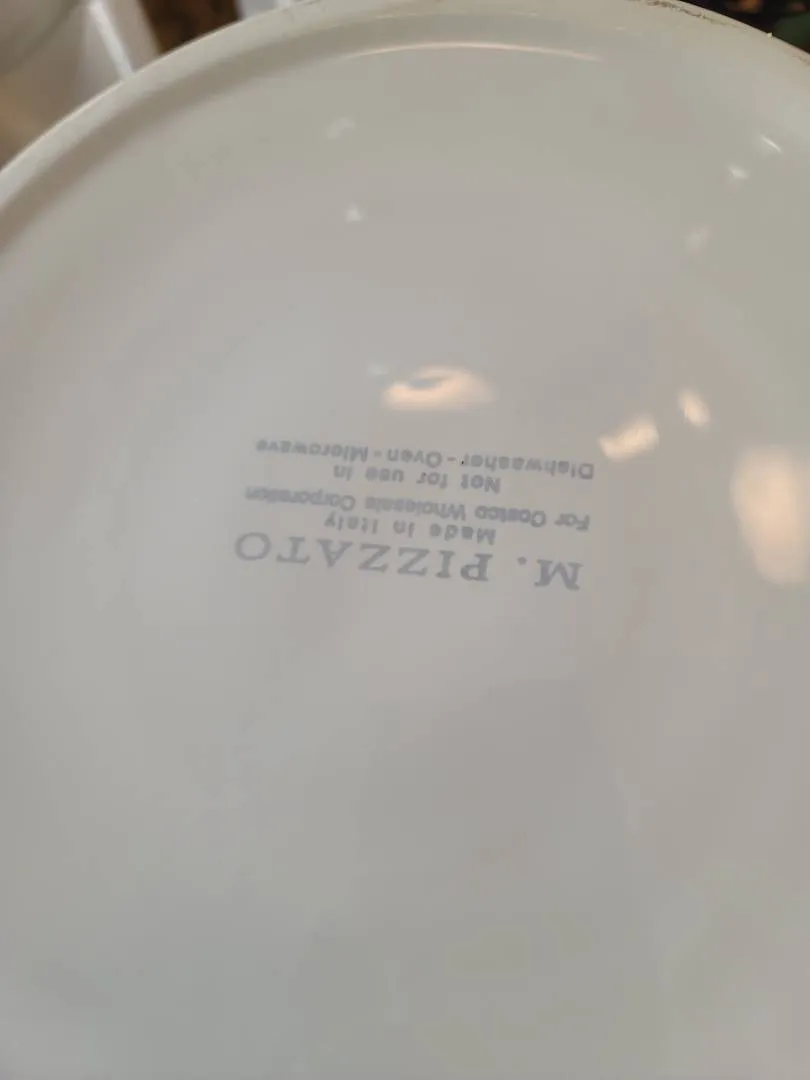 M. PIZZATO
Made in Italy
For Costco Wholesale Corporation
Not for use in
Dishwasher - Oven - Microwave